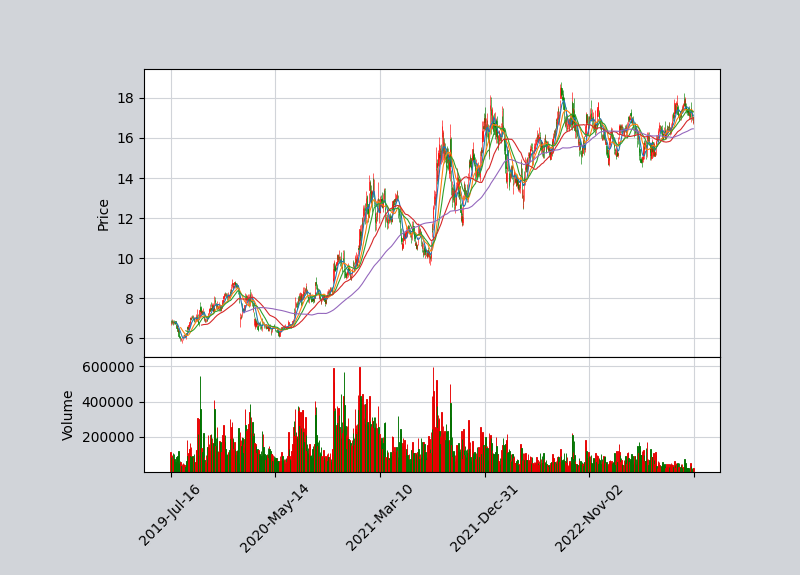 18
16
14
12
10
8
6
Price
600000
400000
200000
Volume
2019-Jul-16
2020-May-14
2021-Mar-10
2021-Dec-31
2022-Nov-02